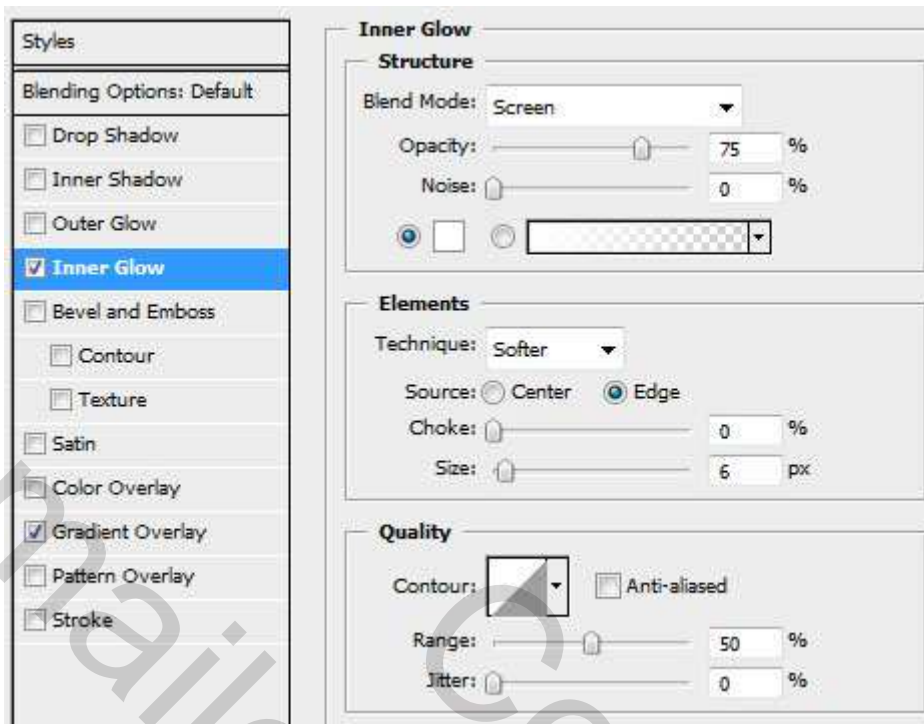 Styles
Blending Options: Default
Drop Shadow
Inner Shadow
Outer Glow
Inner Glow
Bevel and Emboss
Contour
Texture
Satin
Color Overlay
Gradient Overlay
Pattern Overlay
Stroke
Inner Glow
Structure
Blend Mode: Screen
Opacity: 75 %
Noise: 0 %
Elements
Technique: Softer
Source: Center Edge
Choke: 0 %
Size: 6 px
Quality
Contour: Anti-aliased
Range: 50 %
Jitter: 0 %